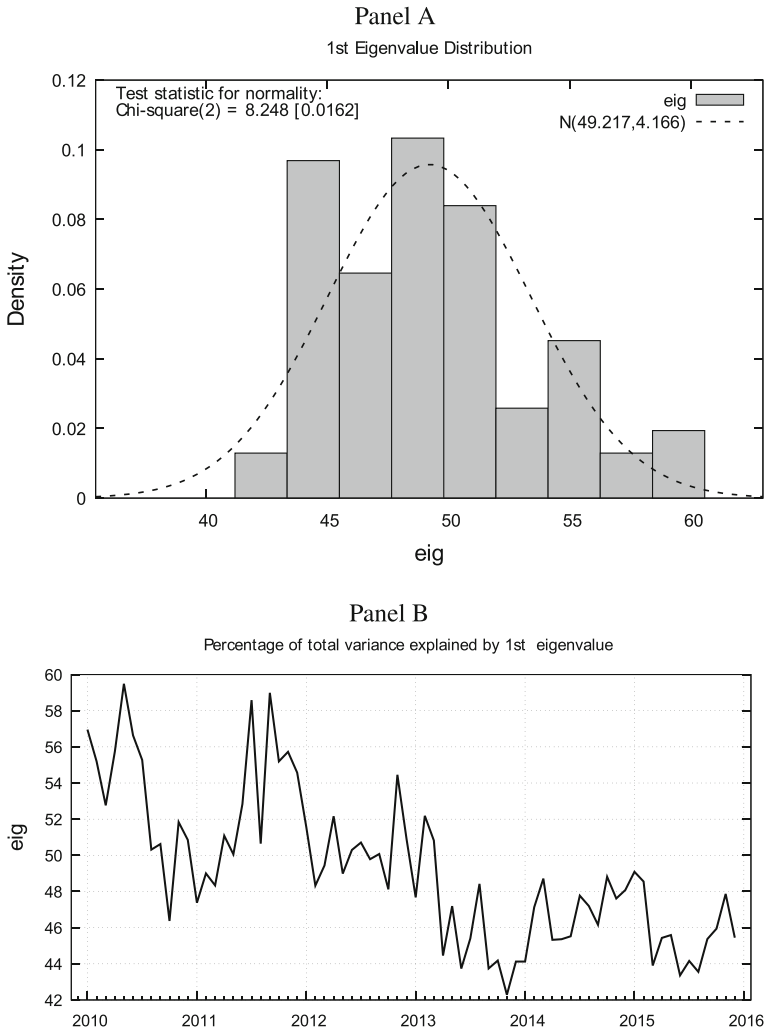 Panel A
1st Eigenvalue Distribution
Test statistic for normality:
Chi-square(2) = 8.248 [0.0162]
eig
N(49.217,4.166)
0.12
0.1
0.08
0.06
0.04
0.02
0
Density
40 45 50 55 60
eig
Panel B
Percentage of total variance explained by 1st eigenvalue
60
58
56
54
52
50
48
46
44
42
eig
2010 2011 2012 2013 2014 2015 2016